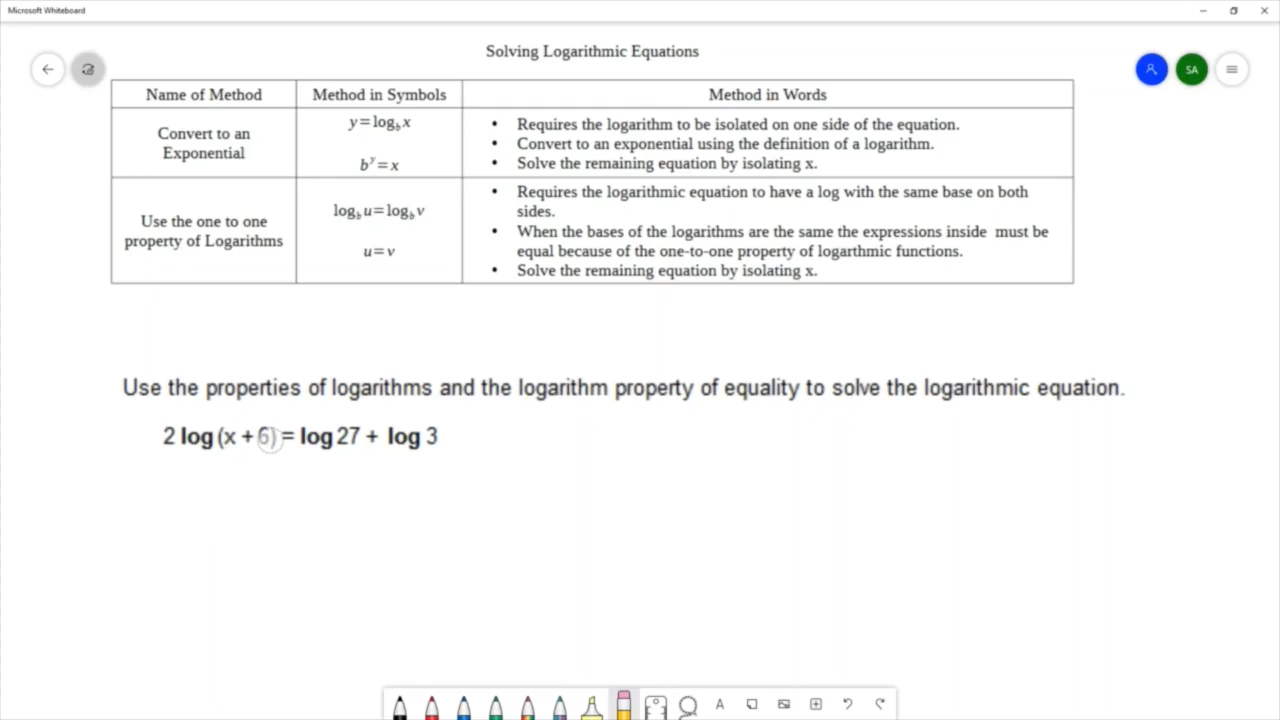 Microsoft Whiteboard
Solving Logarithmic Equations
SA
Name of Method
Method in Symbols
Method in Words
Convert to an
Exponential
y=log_b x
b^y=x
• Requires the logarithm to be isolated on one side of the equation.
• Convert to an exponential using the definition of a logarithm.
• Solve the remaining equation by isolating x.
Use the one to one
property of Logarithms
log_b u=log_b v
u=v
• Requires the logarithmic equation to have a log with the same base on both
sides.
• When the bases of the logarithms are the same the expressions inside must be
equal because of the one-to-one property of logarthmic functions.
• Solve the remaining equation by isolating x.
Use the properties of logarithms and the logarithm property of equality to solve the logarithmic equation.
2 log (x + 6) = log 27 + log 3
A